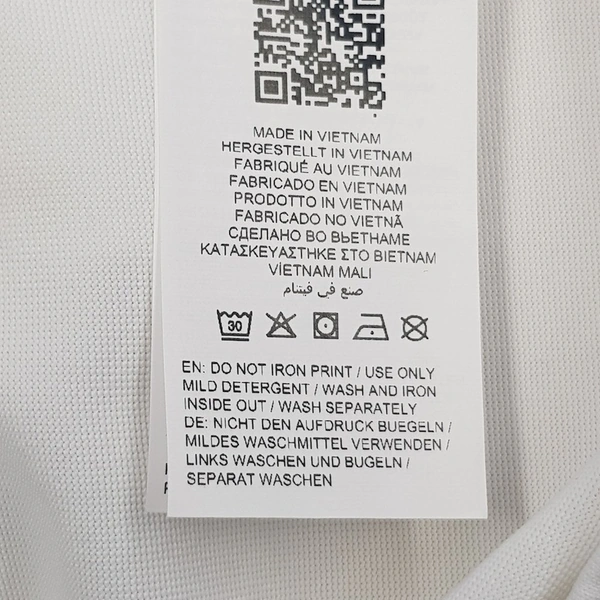 MADE IN VIETNAM
HERGESTELLT IN VIETNAM
FABRIQUÉ AU VIETNAM
FABRICADO EN VIETNAM
PRODOTTO IN VIETNAM
FABRICADO NO VIETNÃ
СДЕЛАНО ВО ВЬЕТНАМЕ
ΚΑΤΑΣΚΕΥΑΣΤΗΚΕ ΣΤΟ ΒΙΕΤΝΑΜ
VİETNAM MALI
صنع في فيتنام
30
EN: DO NOT IRON PRINT / USE ONLY
MILD DETERGENT / WASH AND IRON
INSIDE OUT / WASH SEPARATELY
DE: NICHT DEN AUFDRUCK BUEGELN /
MILDES WASCHMITTEL VERWENDEN /
LINKS WASCHEN UND BUGELN /
SEPARAT WASCHEN